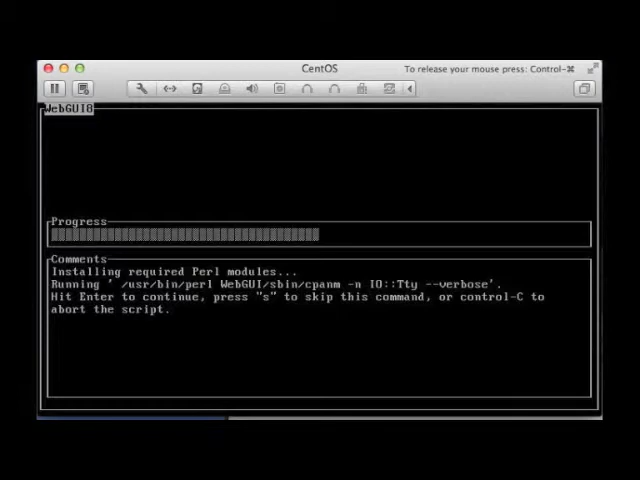 CentOS
To release your mouse press: Control-⌘
WebGUI8
Progress
Comments
Installing required Perl modules...
Running ' /usr/bin/perl WebGUI/sbin/cpanm -n IO::Tty --verbose'.
Hit Enter to continue, press "s" to skip this command, or control-C to
abort the script.